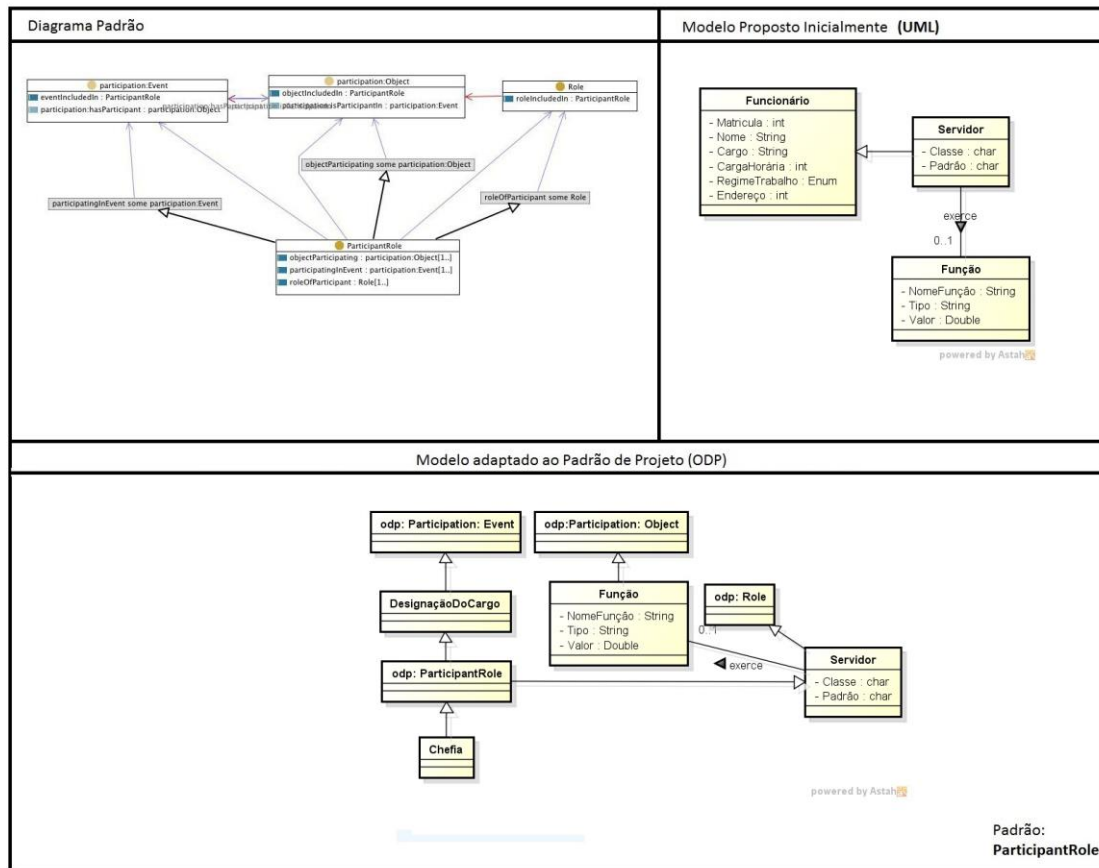 Diagrama Padrão
participation:Event
eventIncludedIn : ParticipantRole
participation:hasParticipant : participation:Object
participation:Object
objectIncludedIn : ParticipantRole
participation:isParticipantIn : participation:Event
Role
roleIncludedIn : ParticipantRole
objectParticipating some participation:Object
participatingInEvent some participation:Event
roleOfParticipant some Role
ParticipantRole
objectParticipating : participation:Object[1..]
participatingInEvent : participation:Event[1..]
roleOfParticipant : Role[1..]
Modelo Proposto Inicialmente (UML)
Funcionário
- Matricula : int
- Nome : String
- Cargo : String
- CargaHorária : int
- RegimeTrabalho : Enum
- Endereço : int
Servidor
- Classe : char
- Padrão : char
exerce
0..1
Função
- NomeFunção : String
- Tipo : String
- Valor : Double
powered by Astah
Modelo adaptado ao Padrão de Projeto (ODP)
odp: Participation: Event
odp:Participation: Object
DesignaçãoDoCargo
Função
- NomeFunção : String
- Tipo : String
- Valor : Double
odp: Role
0..1
exerce
odp: ParticipantRole
Servidor
- Classe : char
- Padrão : char
Chefia
powered by Astah
Padrão:
ParticipantRole